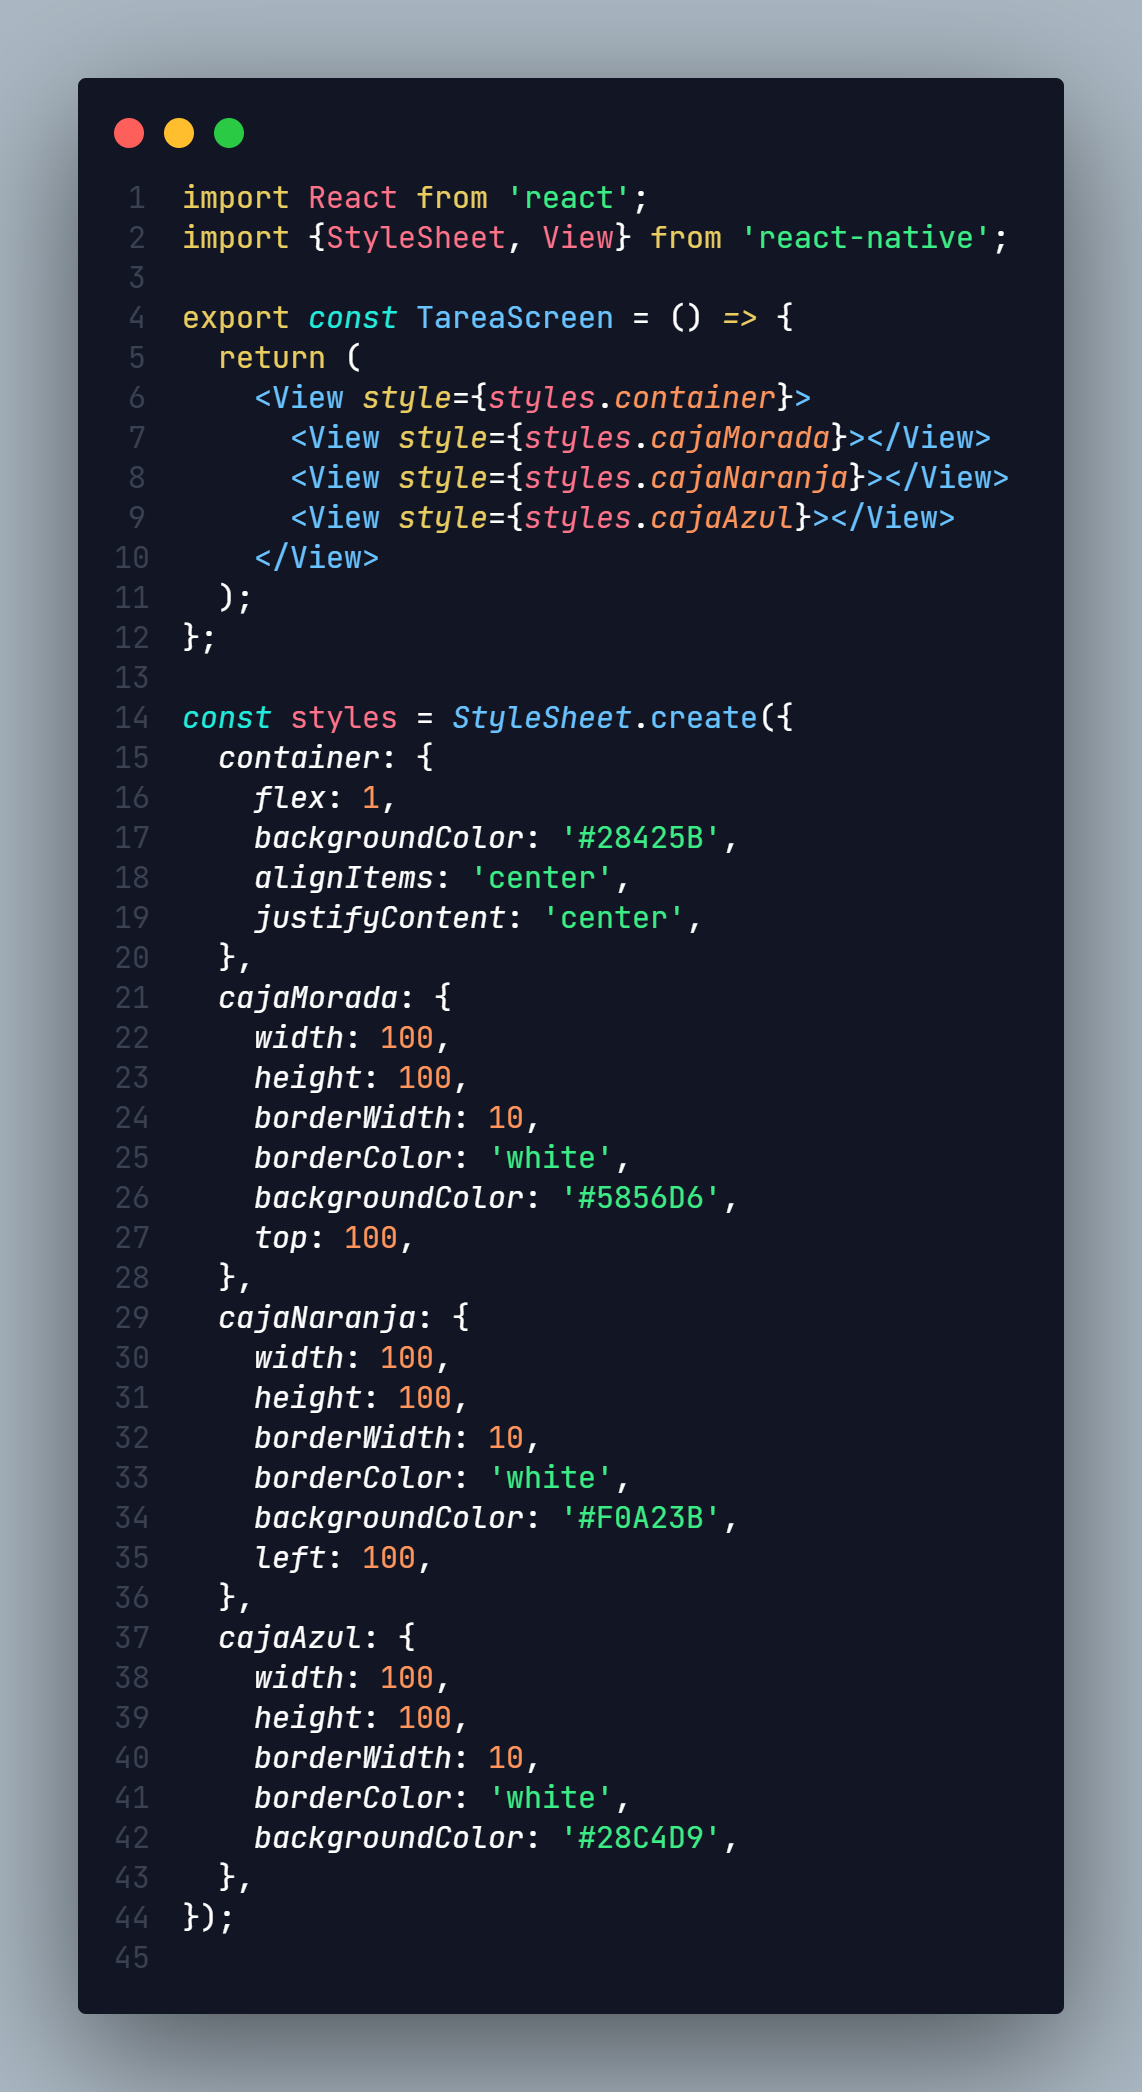 1 import React from 'react';
2 import {StyleSheet, View} from 'react-native';
3
4 export const TareaScreen = () => {
5   return (
6     <View style={styles.container}>
7       <View style={styles.cajaMorada}></View>
8       <View style={styles.cajaNaranja}></View>
9       <View style={styles.cajaAzul}></View>
10     </View>
11   );
12 };
13
14 const styles = StyleSheet.create({
15   container: {
16     flex: 1,
17     backgroundColor: '#28425B',
18     alignItems: 'center',
19     justifyContent: 'center',
20   },
21   cajaMorada: {
22     width: 100,
23     height: 100,
24     borderWidth: 10,
25     borderColor: 'white',
26     backgroundColor: '#5856D6',
27     top: 100,
28   },
29   cajaNaranja: {
30     width: 100,
31     height: 100,
32     borderWidth: 10,
33     borderColor: 'white',
34     backgroundColor: '#F0A23B',
35     left: 100,
36   },
37   cajaAzul: {
38     width: 100,
39     height: 100,
40     borderWidth: 10,
41     borderColor: 'white',
42     backgroundColor: '#28C4D9',
43   },
44 });
45